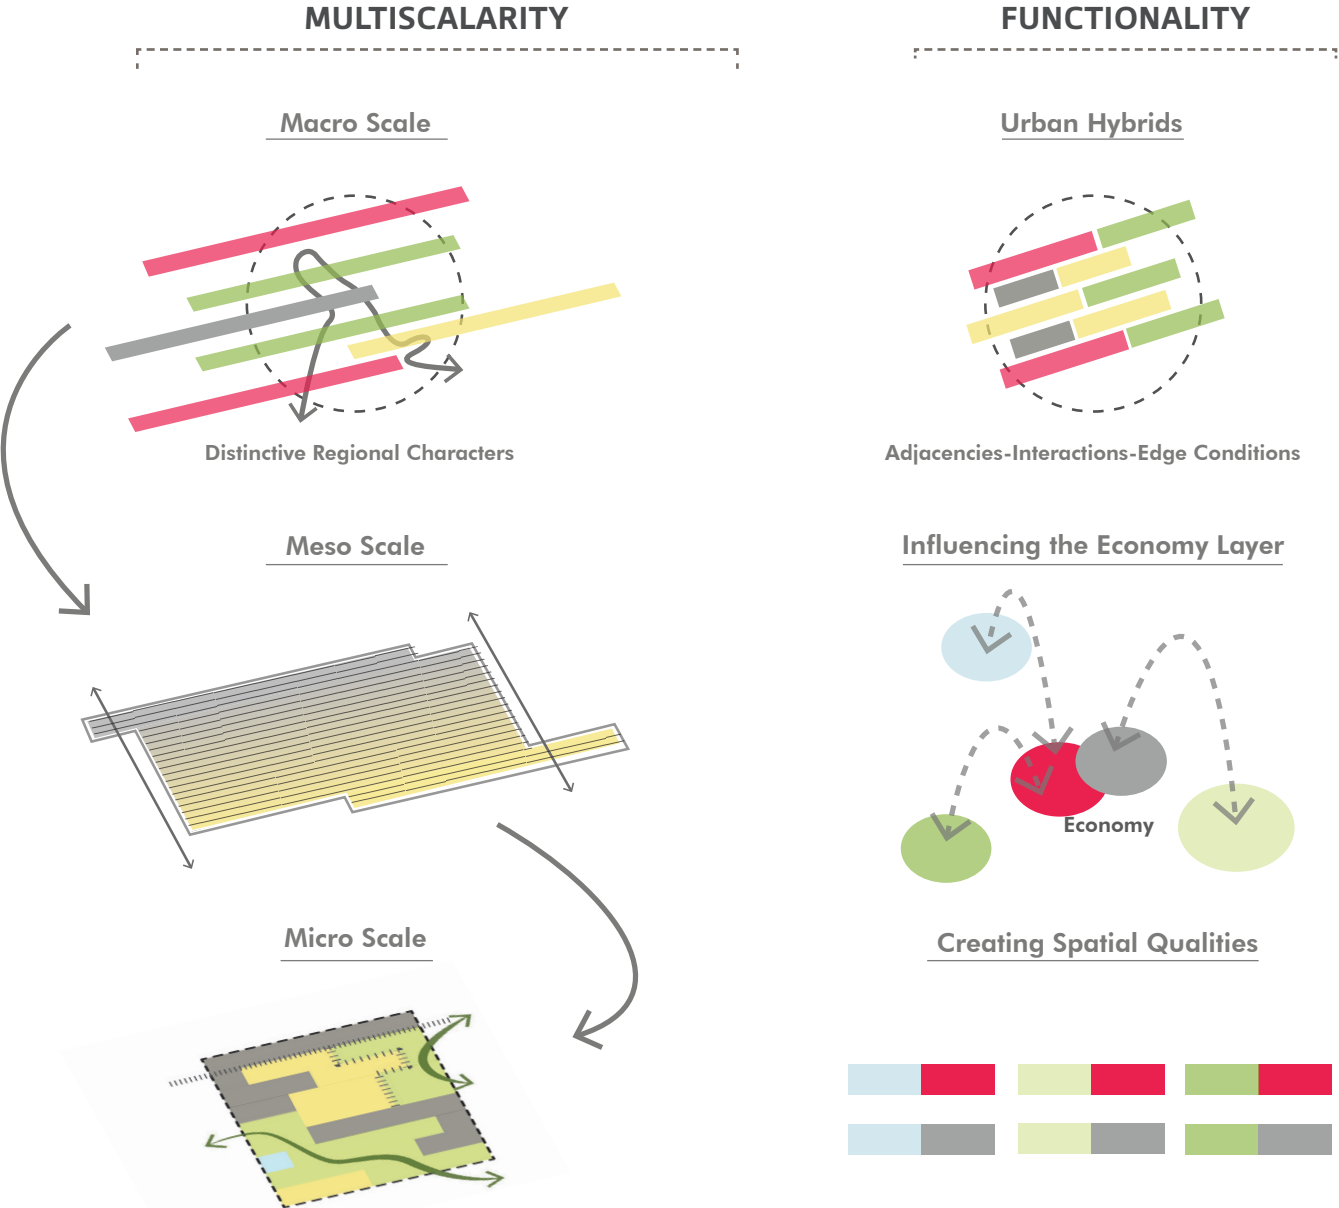 MULTISCALARITY
Macro Scale
Distinctive Regional Characters
Meso Scale
Micro Scale
FUNCTIONALITY
Urban Hybrids
Adjacencies-Interactions-Edge Conditions
Influencing the Economy Layer
Economy
Creating Spatial Qualities